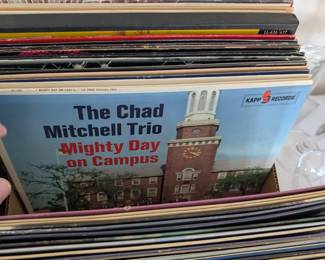 KAPP RECORDS
The Chad
Mitchell Trio
Mighty Day
on Campus